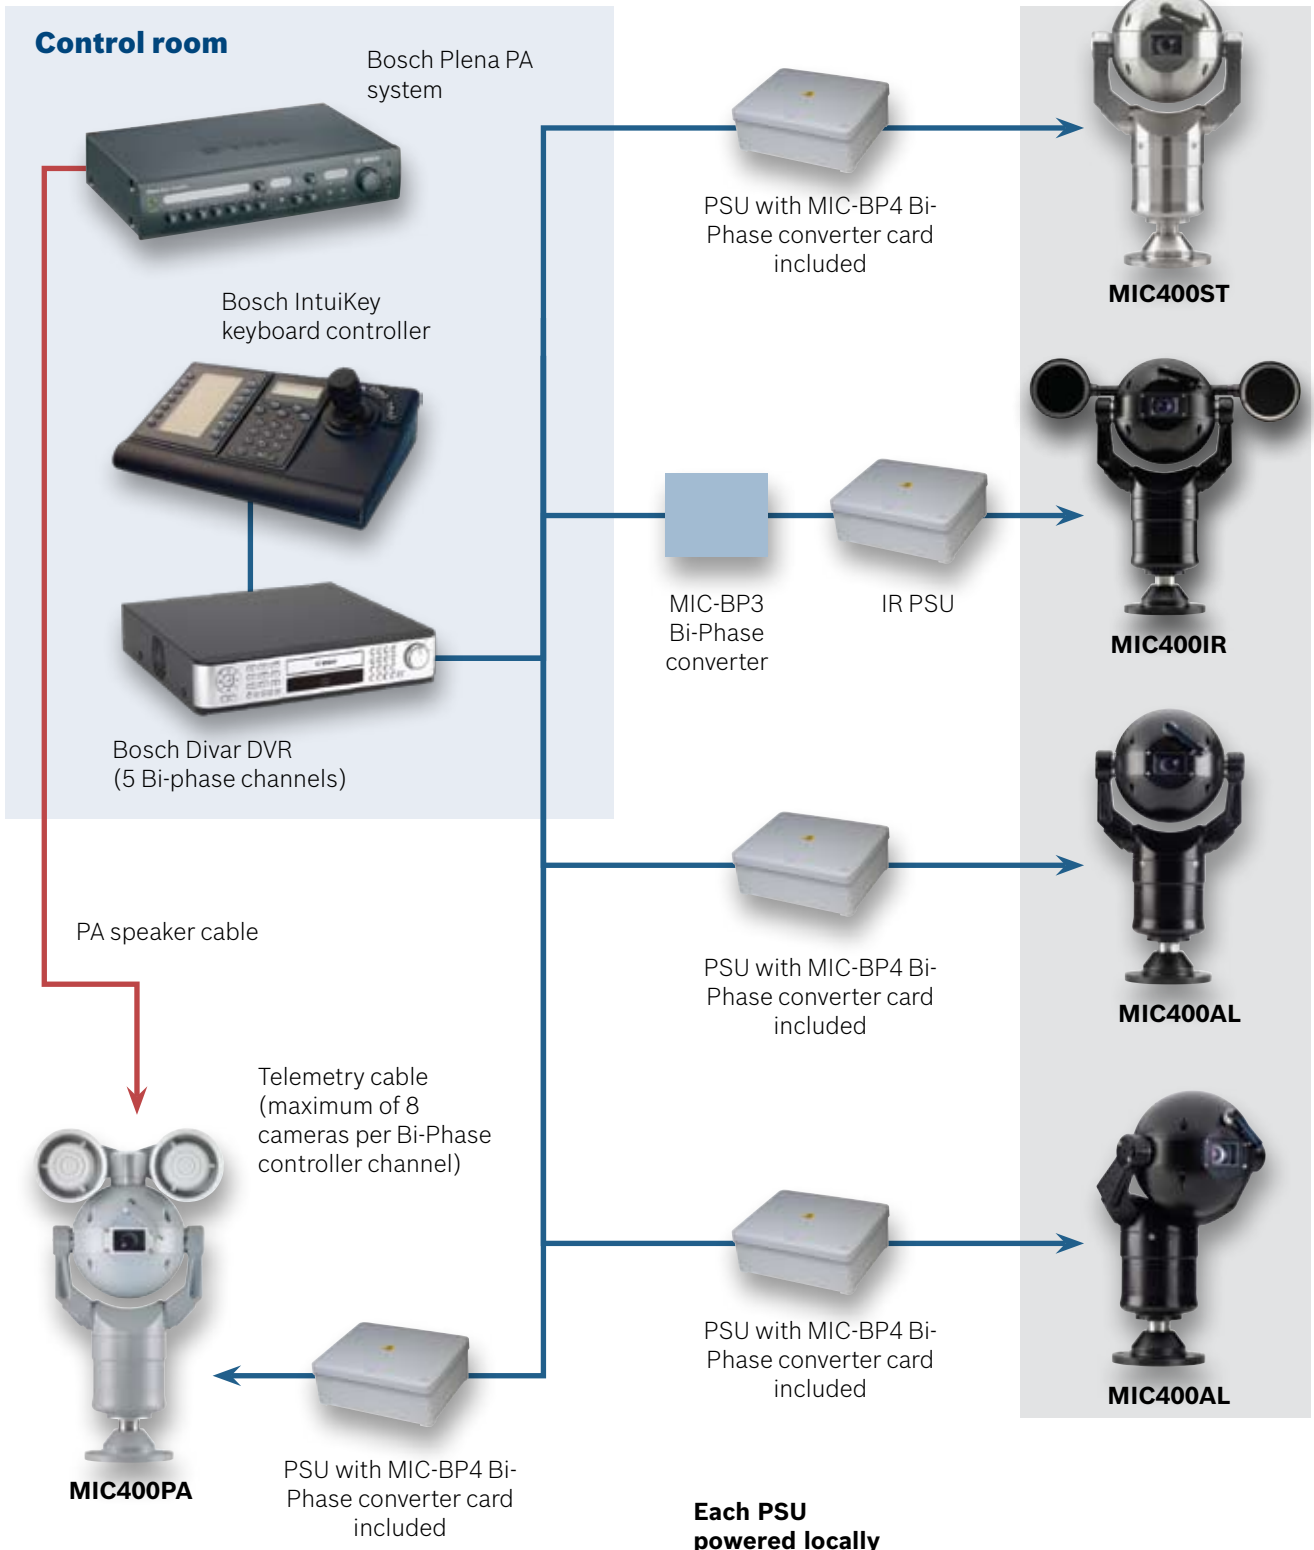 Control room
Bosch Plena PA
system
PSU with MIC-BP4 Bi-
Phase converter card
included
MIC400ST
Bosch IntuiKey
keyboard controller
MIC-BP3
Bi-Phase
converter
IR PSU
MIC400IR
Bosch Divar DVR
(5 Bi-phase channels)
PA speaker cable
PSU with MIC-BP4 Bi-
Phase converter card
included
MIC400AL
Telemetry cable
(maximum of 8
cameras per Bi-Phase
controller channel)
PSU with MIC-BP4 Bi-
Phase converter card
included
MIC400AL
MIC400PA
PSU with MIC-BP4 Bi-
Phase converter card
included
Each PSU
powered locally